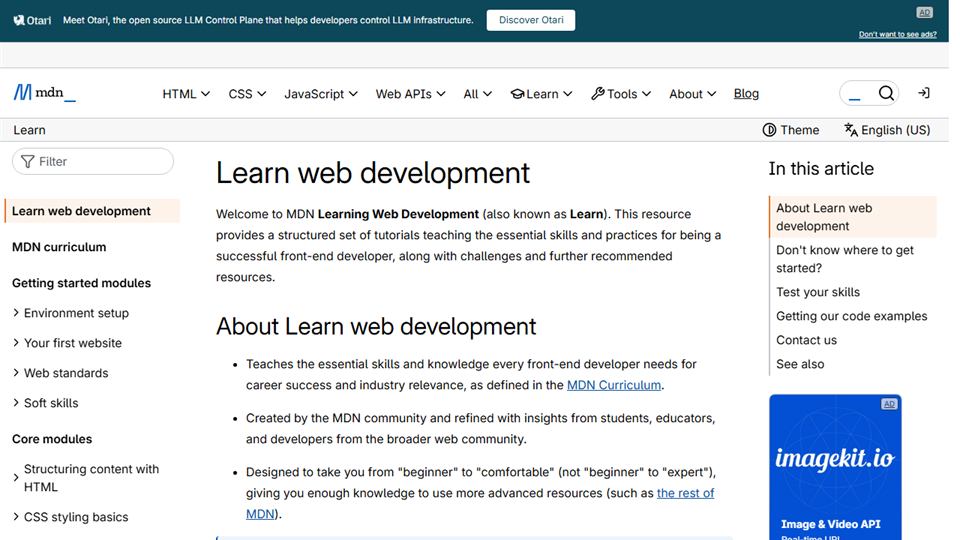 Otari Meet Otari, the open source LLM Control Plane that helps developers control LLM infrastructure. Discover Otari AD
Don't want to see ads?
mdn_ HTML CSS JavaScript Web APIs All Learn Tools About Blog
Learn Theme English (US)
Filter
Learn web development
MDN curriculum
Getting started modules
Environment setup
Your first website
Web standards
Soft skills
Core modules
Structuring content with
HTML
CSS styling basics
Learn web development
Welcome to MDN Learning Web Development (also known as Learn). This resource
provides a structured set of tutorials teaching the essential skills and practices for being a
successful front-end developer, along with challenges and further recommended
resources.
About Learn web development
• Teaches the essential skills and knowledge every front-end developer needs for
career success and industry relevance, as defined in the MDN Curriculum.
• Created by the MDN community and refined with insights from students, educators,
and developers from the broader web community.
• Designed to take you from "beginner" to "comfortable" (not "beginner" to "expert"),
giving you enough knowledge to use more advanced resources (such as the rest of
MDN).
In this article
About Learn web
development
Don't know where to get
started?
Test your skills
Getting our code examples
Contact us
See also
AD
imagekit.io
Image & Video API
Real-time URL